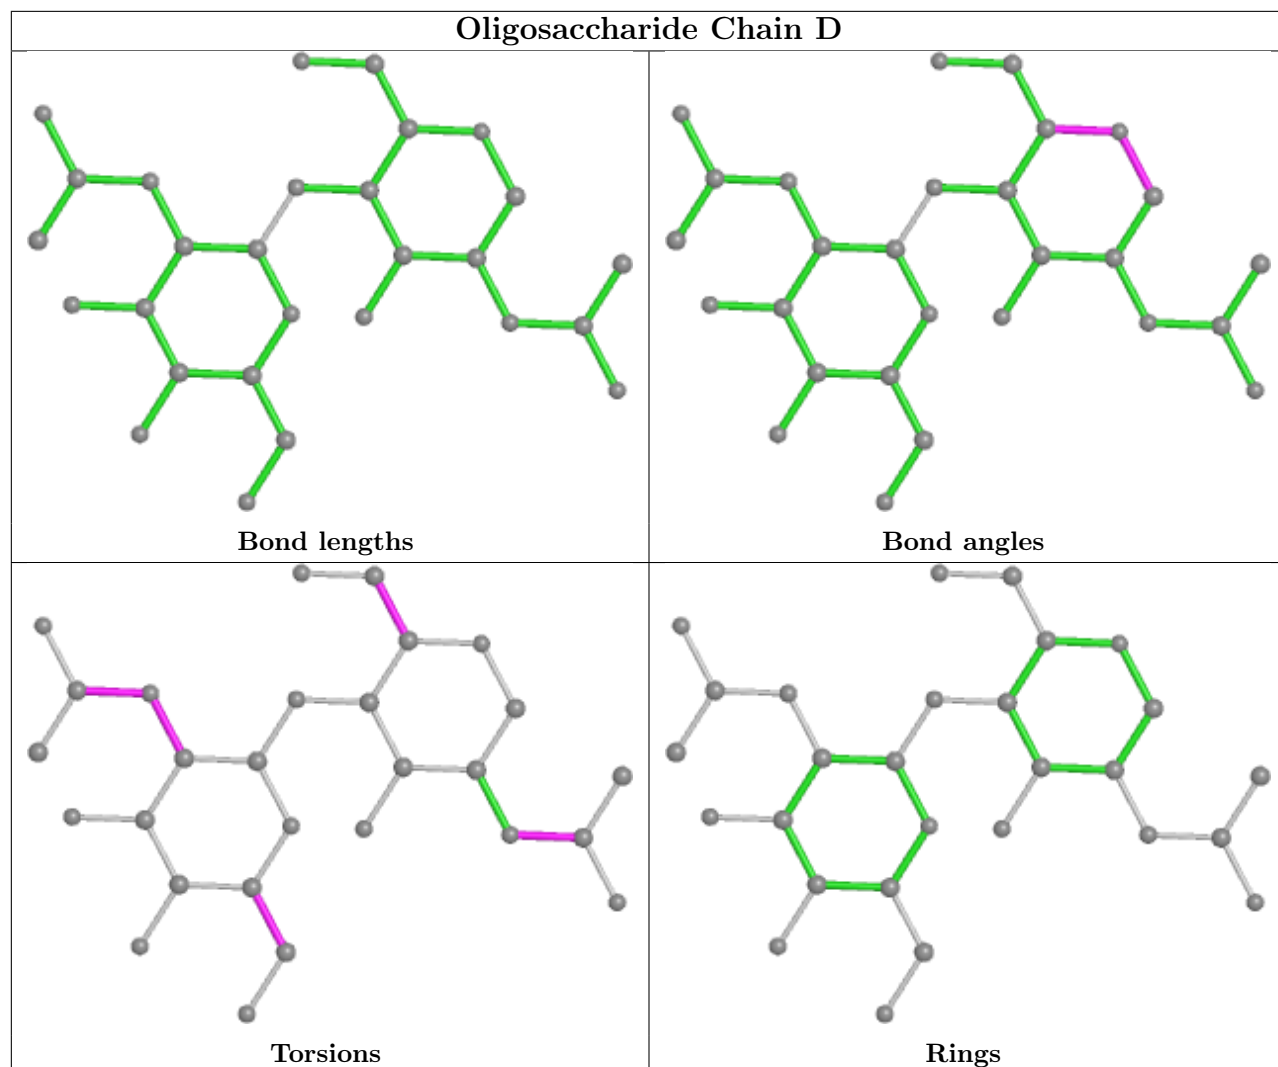 Oligosaccharide Chain D
Bond lengths
Bond angles
Torsions
Rings